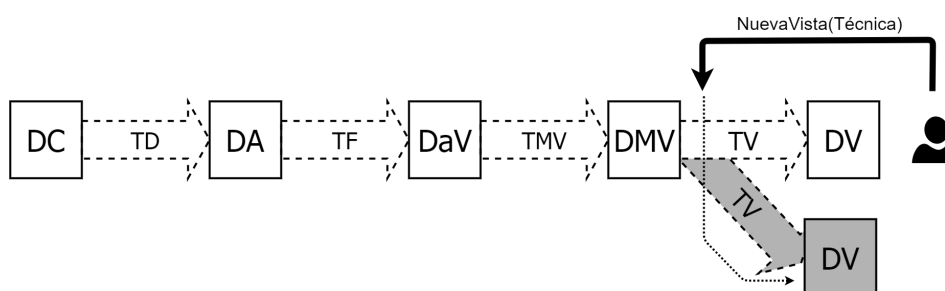 NuevaVista(Técnica)
DC TD DA TF DaV TMV DMV TV DV
TV
DV